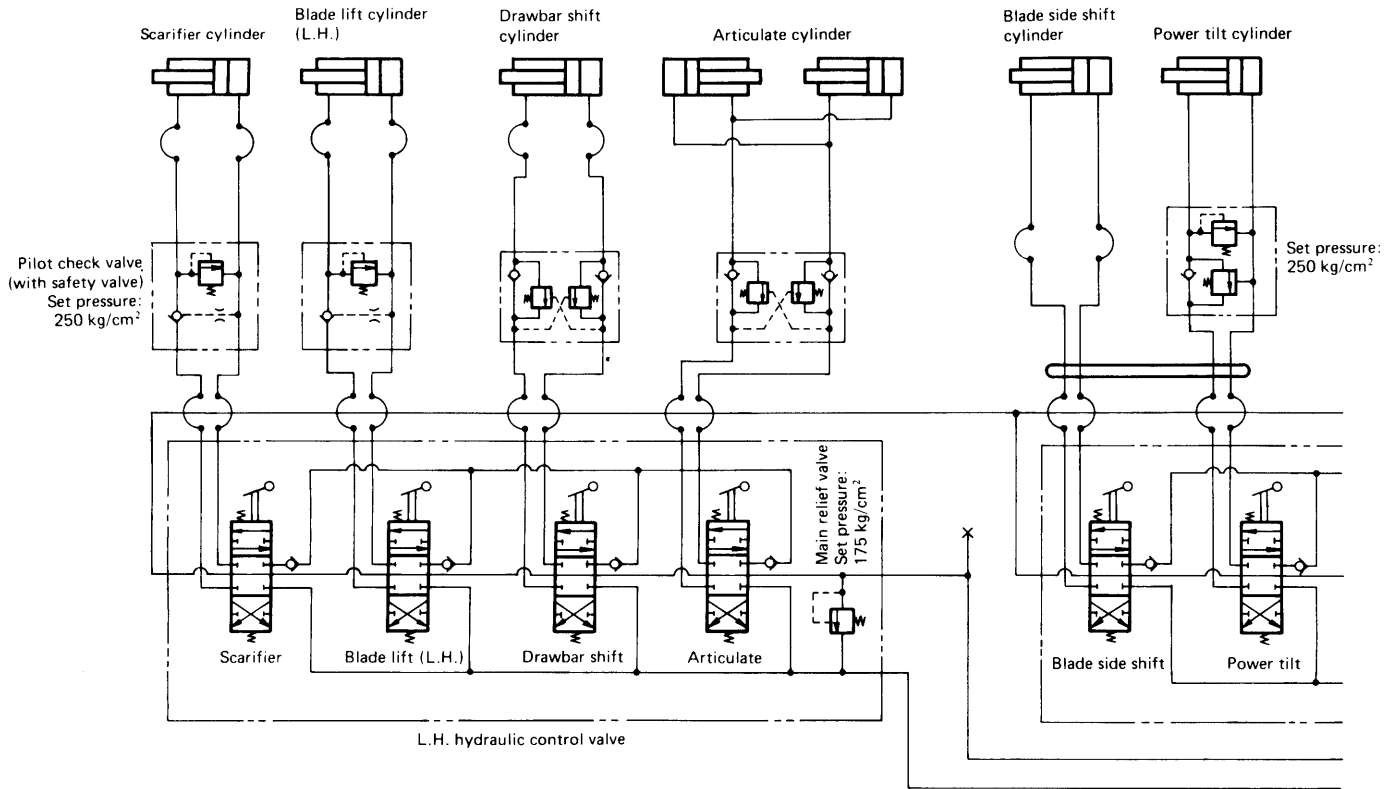 Scarifier cylinder
Blade lift cylinder
(L.H.)
Drawbar shift
cylinder
Articulate cylinder
Blade side shift
cylinder
Power tilt cylinder
Pilot check valve
(with safety valve)
Set pressure:
250 kg/cm²
Set pressure:
250 kg/cm²
Main relief valve
Set pressure:
175 kg/cm²
Scarifier
Blade lift (L.H.)
Drawbar shift
Articulate
Blade side shift
Power tilt
L.H. hydraulic control valve